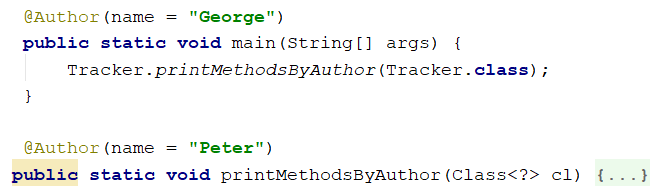 @Author(name = "George")
public static void main(String[] args) {
    Tracker.printMethodsByAuthor(Tracker.class);
}
@Author(name = "Peter")
public static void printMethodsByAuthor(Class<?> cl) {...}